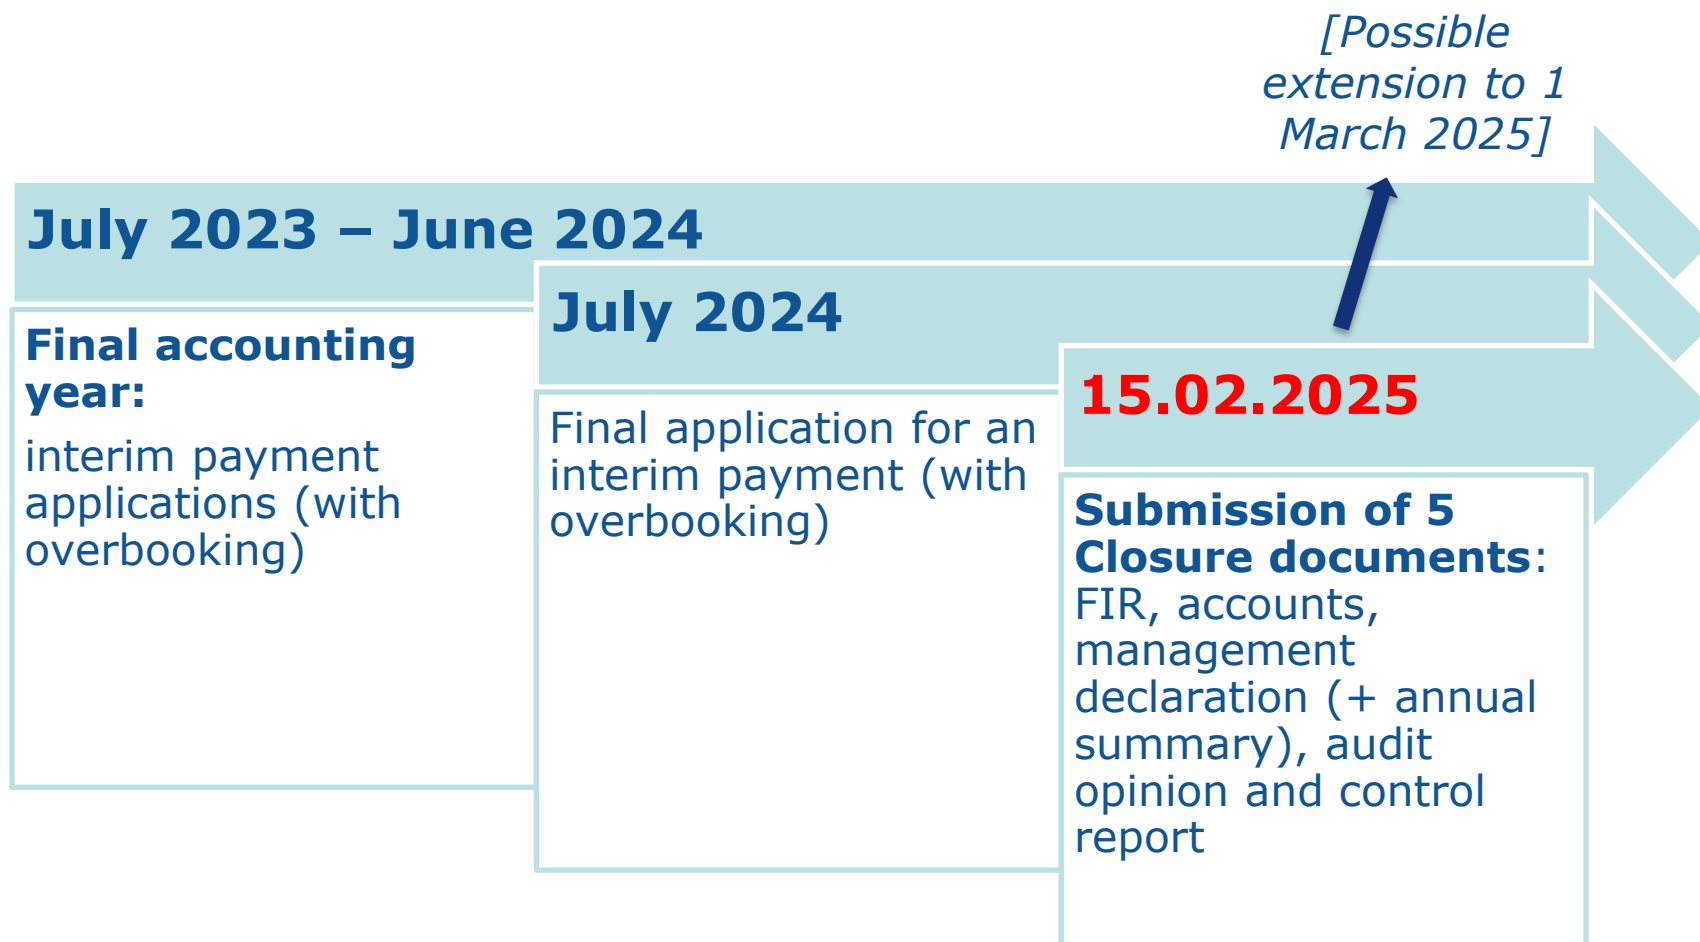 [Possible
extension to 1
March 2025]
July 2023 – June 2024
Final accounting
year:
interim payment
applications (with
overbooking)
July 2024
Final application for an
interim payment (with
overbooking)
15.02.2025
Submission of 5
Closure documents:
FIR, accounts,
management
declaration (+ annual
summary), audit
opinion and control
report